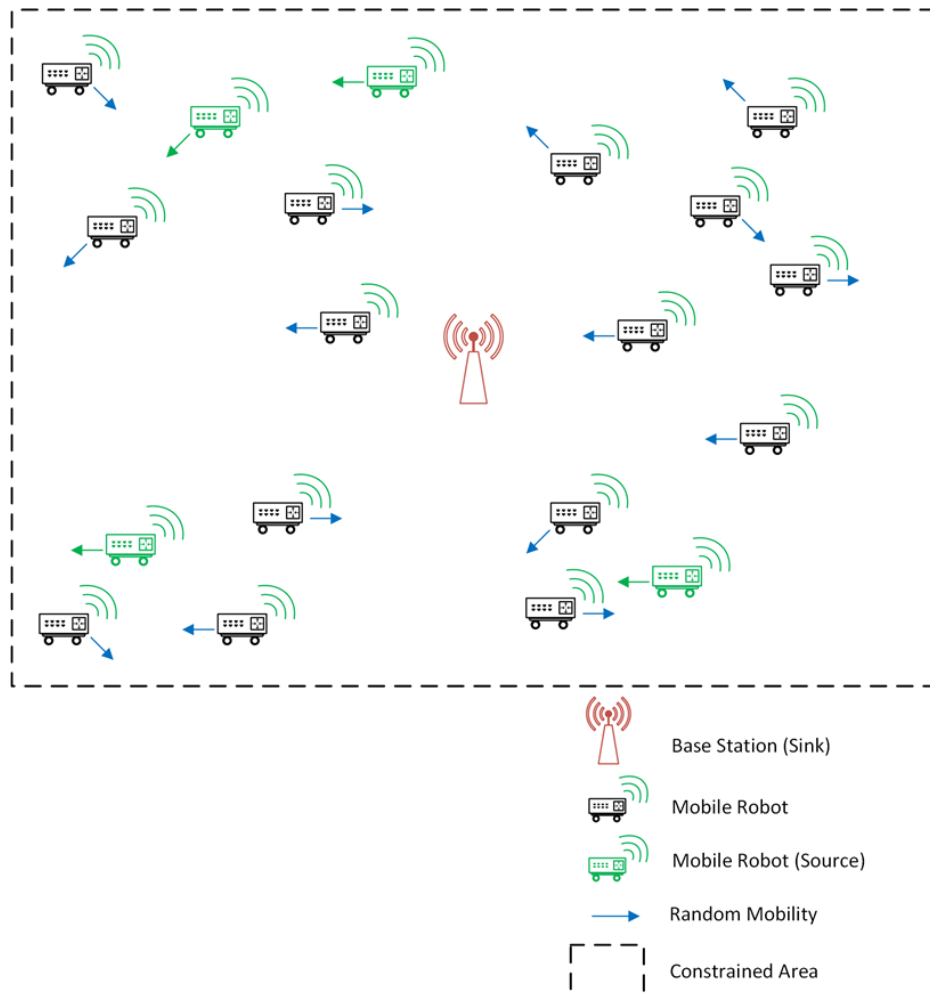 Base Station (Sink)
Mobile Robot
Mobile Robot (Source)
Random Mobility
Constrained Area